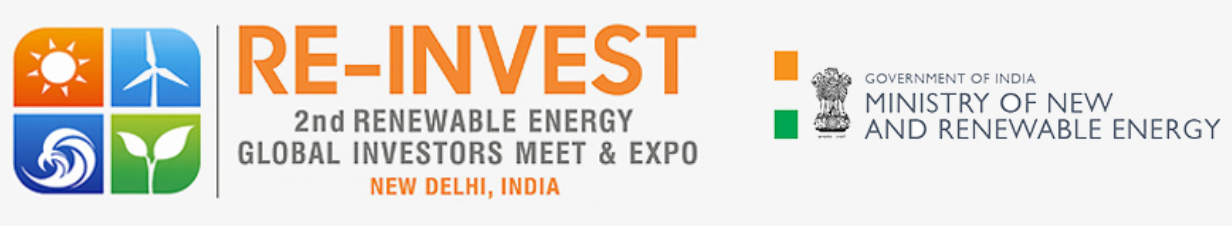 RE-INVEST
2nd RENEWABLE ENERGY
GLOBAL INVESTORS MEET & EXPO
NEW DELHI, INDIA
GOVERNMENT OF INDIA
MINISTRY OF NEW
AND RENEWABLE ENERGY